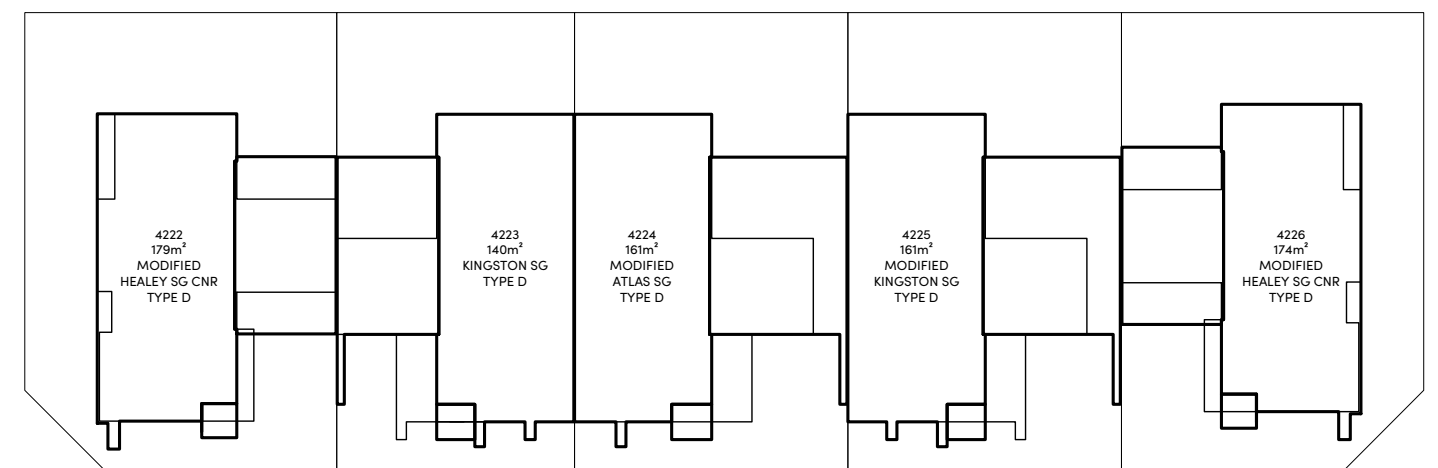 4222
179m²
MODIFIED
HEALEY SG CNR
TYPE D
4223
140m²
KINGSTON SG
TYPE D
4224
161m²
MODIFIED
ATLAS SG
TYPE D
4225
161m²
MODIFIED
KINGSTON SG
TYPE D
4226
174m²
MODIFIED
HEALEY SG CNR
TYPE D